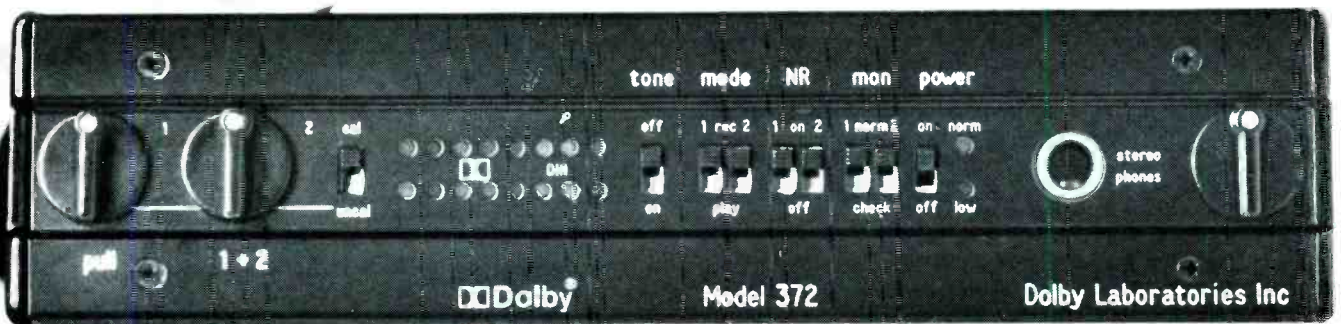 tone mode NR mon power
1 2 cal off 1 rec 2 1 on 2 1 norm 2 on norm
DIN
stereo
phones
uncal on play off check off low
pull 1 + 2
Dolby® Model 372 Dolby Laboratories Inc